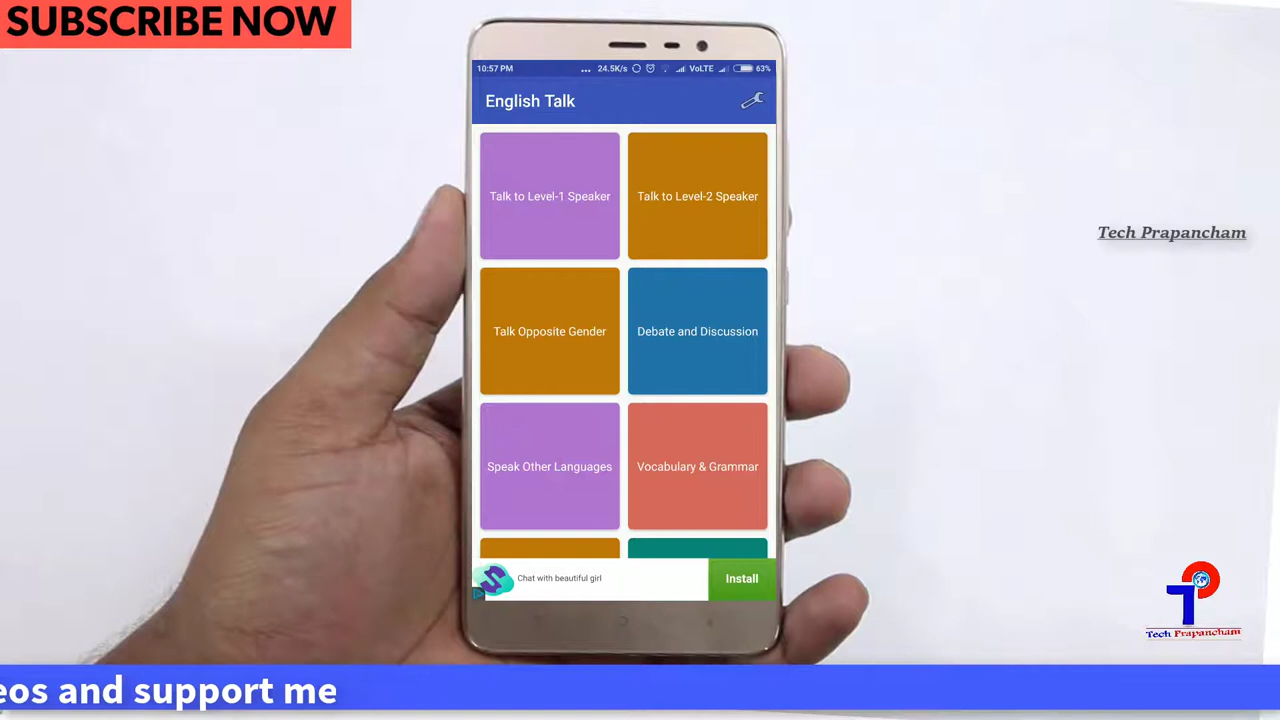 SUBSCRIBE NOW
10:57 PM ... 24.5K/s VoLTE 63%
English Talk
Talk to Level-1 Speaker
Talk to Level-2 Speaker
Talk Opposite Gender
Debate and Discussion
Speak Other Languages
Vocabulary & Grammar
Chat with beautiful girl
Install
Tech Prapancham
Tech Prapancham
eos and support me